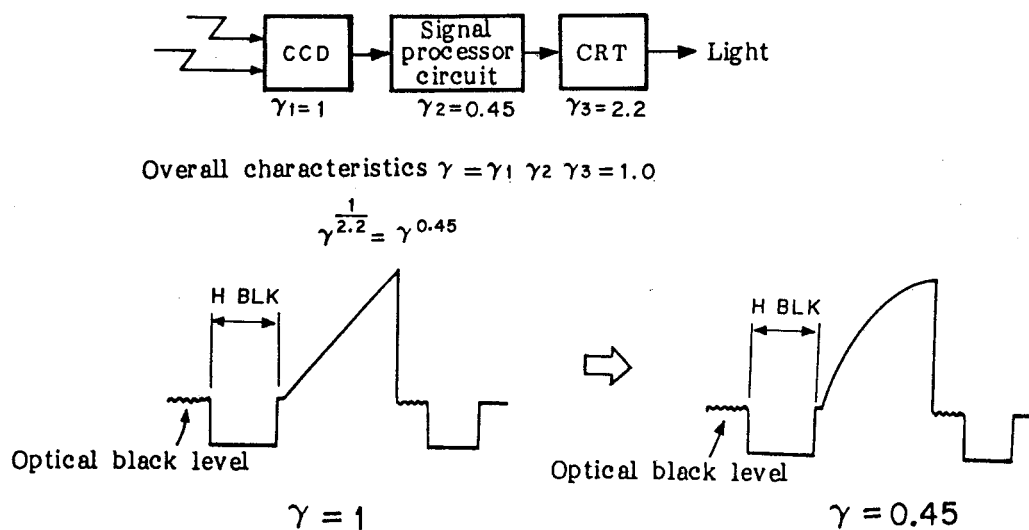 CCD
Signal
processor
circuit
CRT
Light
γ1=1
γ2=0.45
γ3=2.2
Overall characteristics γ = γ1 γ2 γ3 = 1.0
γ^(1/2.2) = γ^0.45
H BLK
H BLK
Optical black level
Optical black level
γ = 1
γ = 0.45